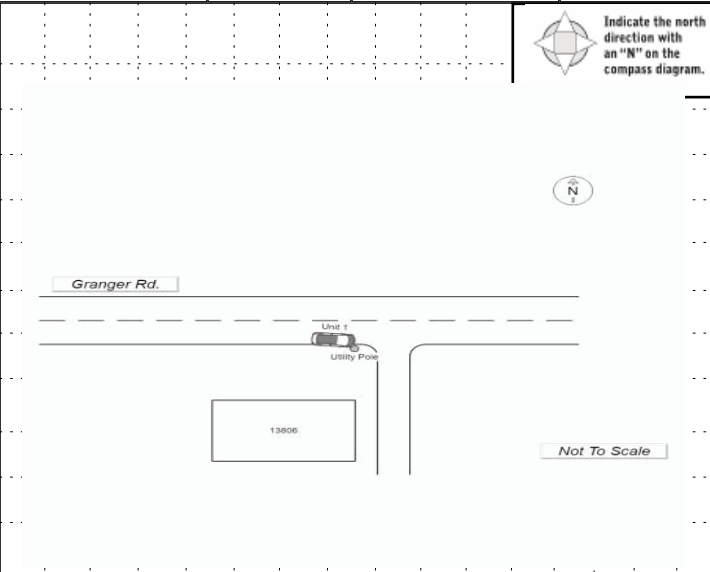 Indicate the north
direction with
an "N" on the
compass diagram.
N
Granger Rd.
Unit 1
Utility Pole
13806
Not To Scale